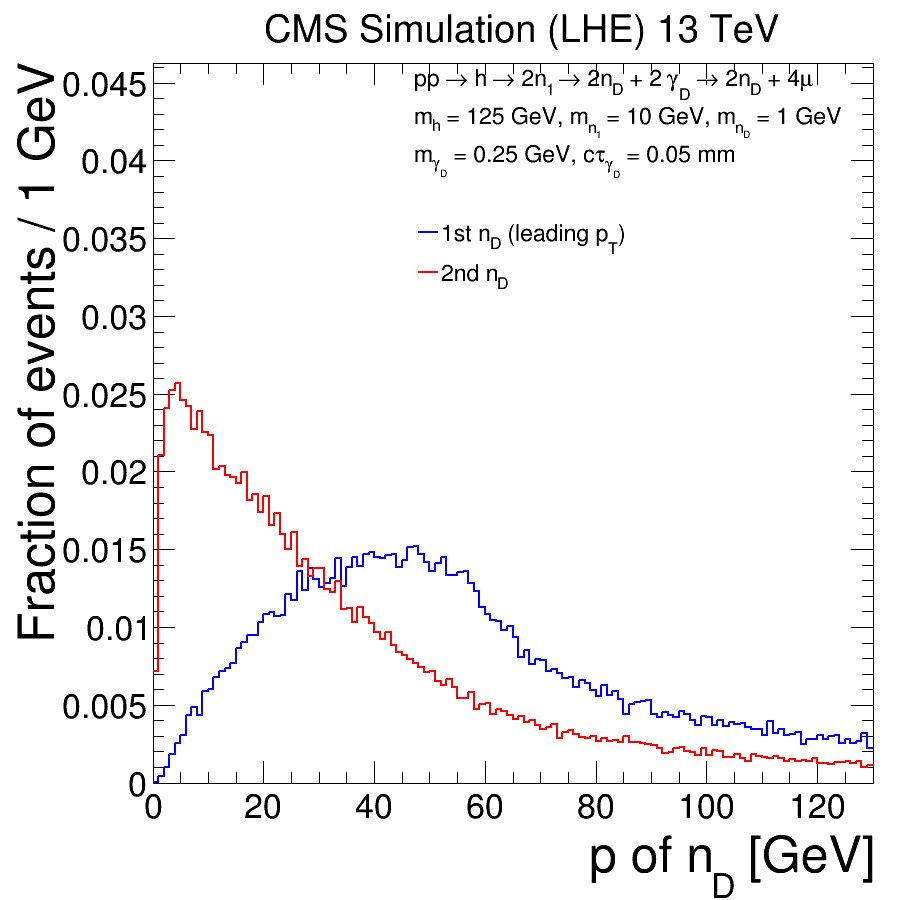 CMS Simulation (LHE) 13 TeV
pp → h → 2n1 → 2nD + 2 γD → 2nD + 4μ
mh = 125 GeV, mn1 = 10 GeV, mnD = 1 GeV
mγD = 0.25 GeV, cτγD = 0.05 mm
1st nD (leading pT)
2nd nD
Fraction of events / 1 GeV
0.045
0.04
0.035
0.03
0.025
0.02
0.015
0.01
0.005
0
0 20 40 60 80 100 120
p of nD [GeV]